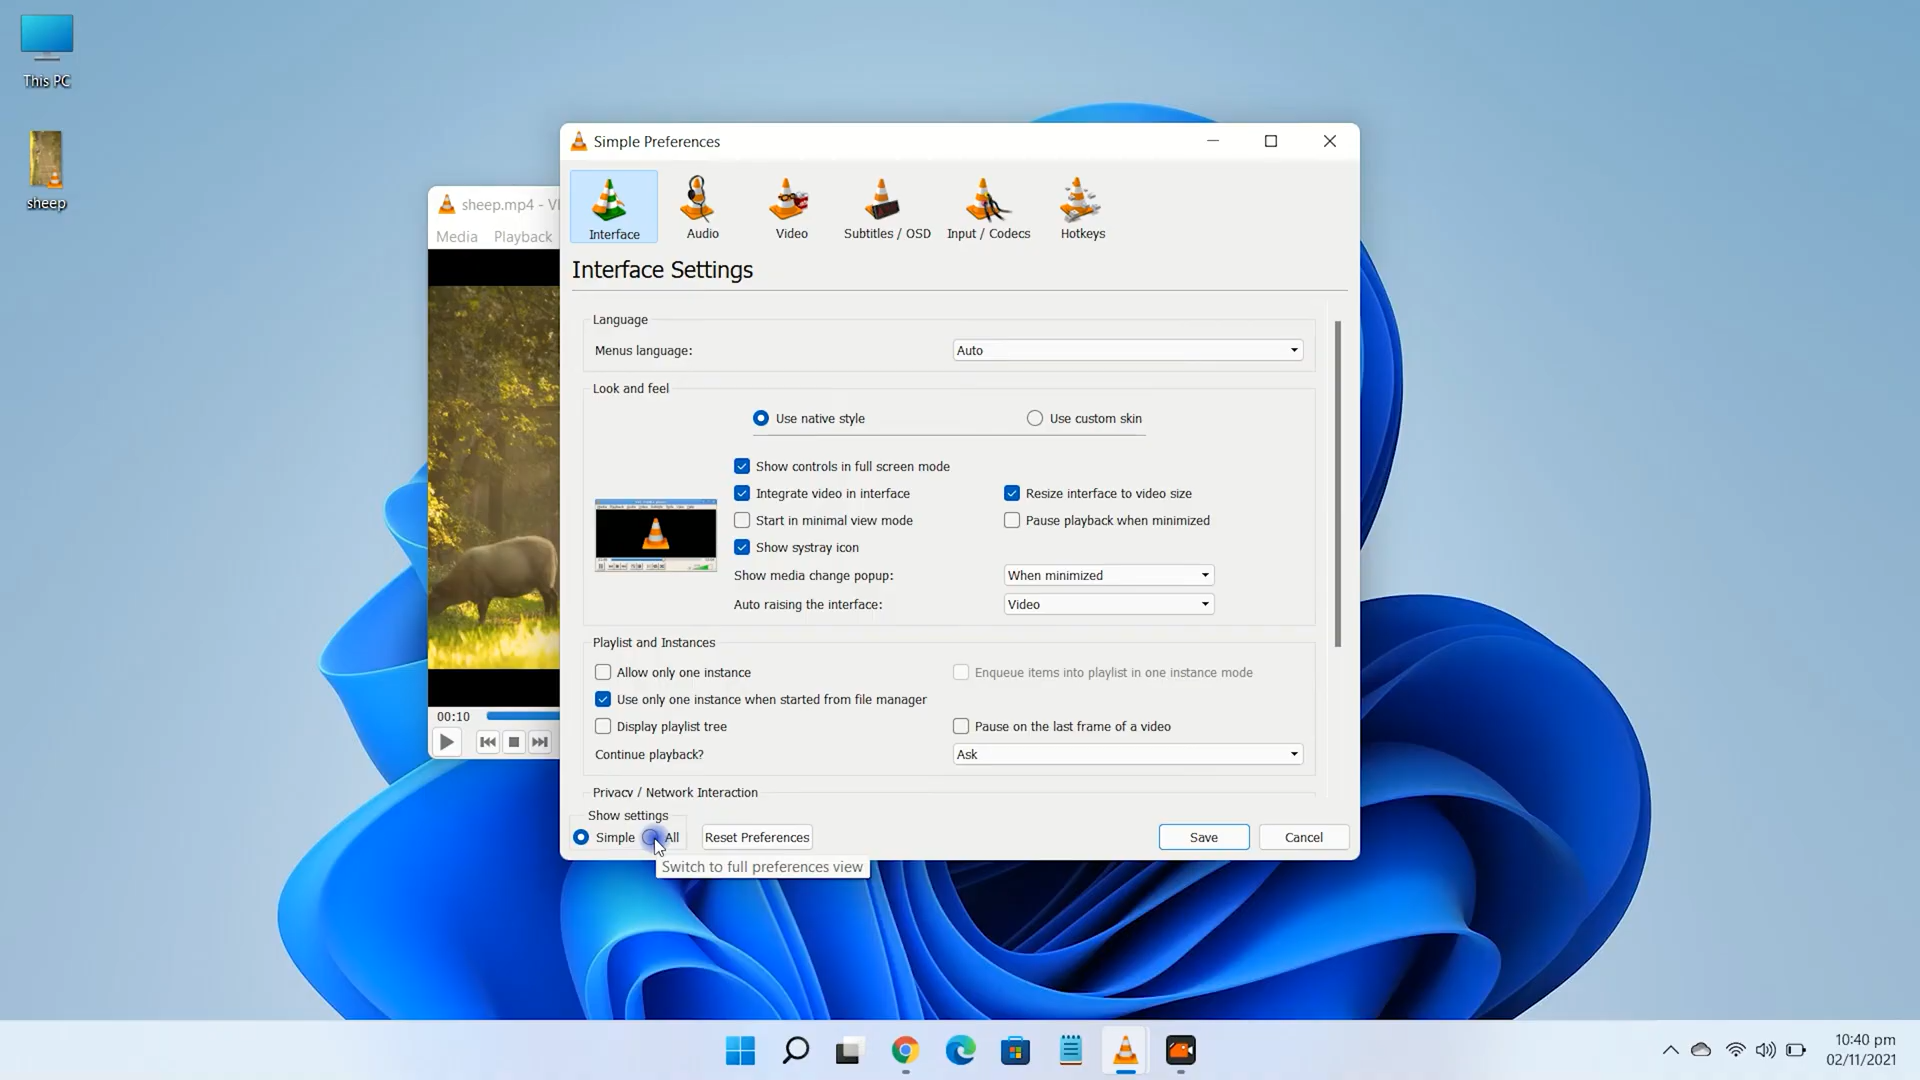 This PC
sheep
sheep.mp4 - Vl
Media Playback
00:10
Simple Preferences
Interface
Audio
Video
Subtitles / OSD
Input / Codecs
Hotkeys
Interface Settings
Language
Menus language:
Auto
Look and feel
Use native style
Use custom skin
Show controls in full screen mode
Integrate video in interface
Resize interface to video size
Start in minimal view mode
Pause playback when minimized
Show systray icon
Show media change popup:
When minimized
Auto raising the interface:
Video
Playlist and Instances
Allow only one instance
Enqueue items into playlist in one instance mode
Use only one instance when started from file manager
Display playlist tree
Pause on the last frame of a video
Continue playback?
Ask
Privacy / Network Interaction
Show settings
Simple
All
Reset Preferences
Save
Cancel
Switch to full preferences view
10:40 pm
02/11/2021